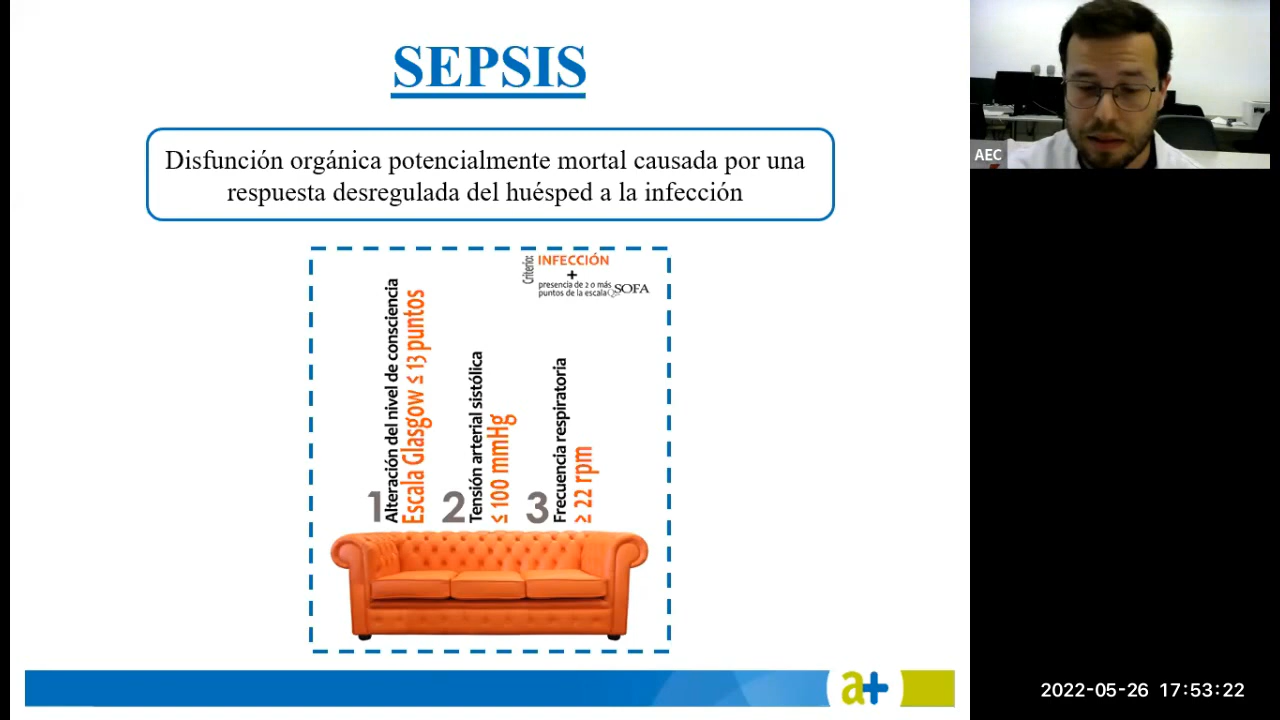 SEPSIS
Disfunción orgánica potencialmente mortal causada por una
respuesta desregulada del huésped a la infección
Criterio: INFECCIÓN
+
presencia de 2 o más
puntos de la escala qSOFA
1 Alteración del nivel de consciencia
Escala Glasgow ≤ 13 puntos
2 Tensión arterial sistólica
≤ 100 mmHg
3 Frecuencia respiratoria
≥ 22 rpm
a+
AEC
2022-05-26 17:53:22